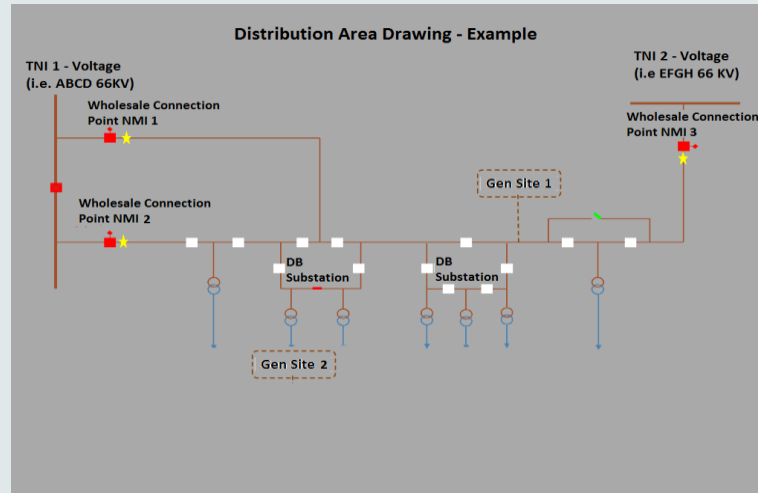 Distribution Area Drawing - Example
TNI 1 - Voltage
(i.e. ABCD 66KV)
TNI 2 - Voltage
(i.e EFGH 66 KV)
Wholesale Connection
Point NMI 1
Wholesale Connection
Point NMI 3
Gen Site 1
Wholesale Connection
Point NMI 2
DB
Substation
DB
Substation
Gen Site 2